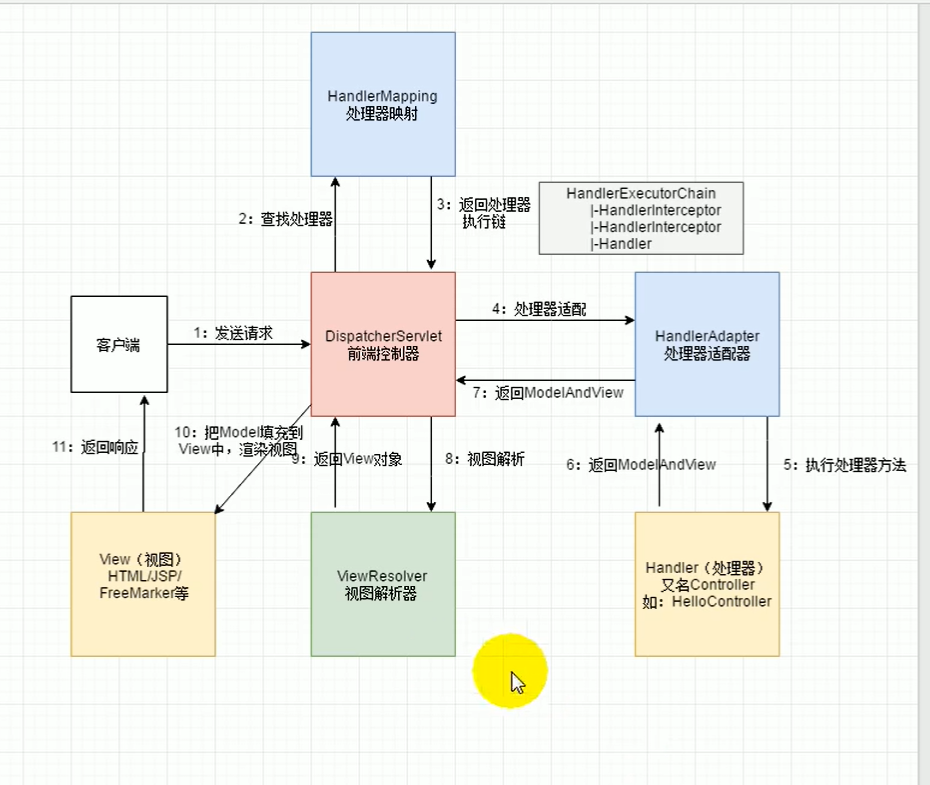 HandlerMapping
处理器映射
2：查找处理器
3：返回处理器
执行链
HandlerExecutorChain
|-HandlerInterceptor
|-HandlerInterceptor
|-Handler
客户端
1：发送请求
DispatcherServlet
前端控制器
4：处理器适配
HandlerAdapter
处理器适配器
7：返回ModelAndView
11：返回响应
10：把Model填充到
View中，渲染视图
9：返回View对象
8：视图解析
6：返回ModelAndView
5：执行处理器方法
View（视图）
HTML/JSP/
FreeMarker等
ViewResolver
视图解析器
Handler（处理器）
又名Controller
如：HelloController